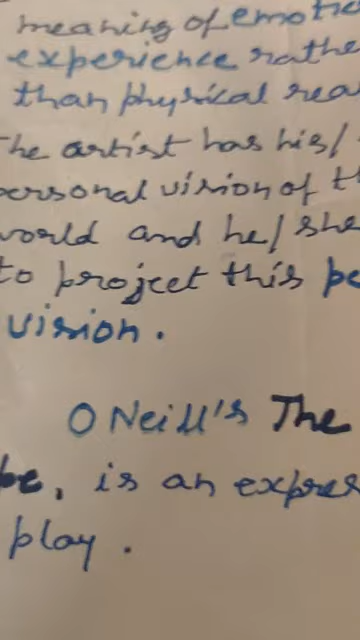 meaning of emotio
experience rathe
than physical rea
The artist has his/
personal vision of th
world and he/she
to project this pe
vision.
O Neill's The
be, is an expres
play.